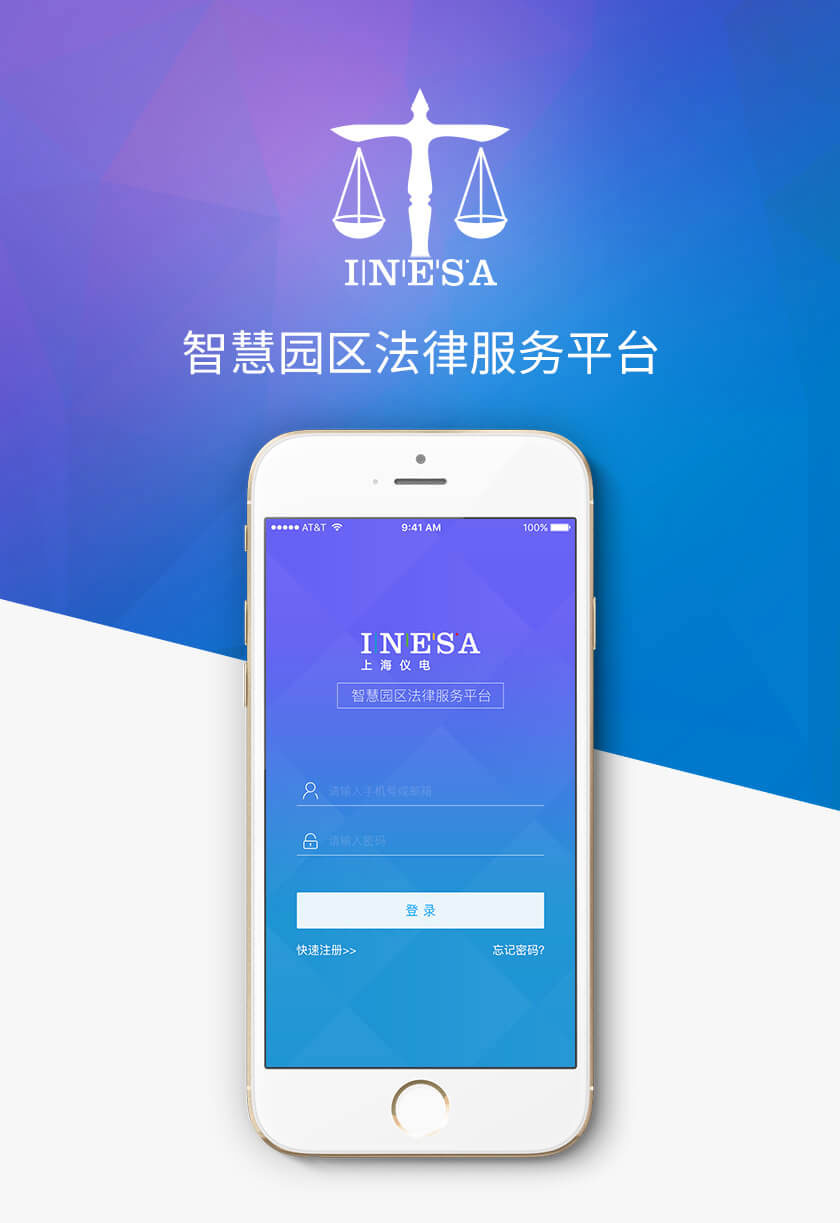 INESA
智慧园区法律服务平台
AT&T 9:41 AM 100%
INESA
上海仪电
智慧园区法律服务平台
请输入手机号或邮箱
请输入密码
登 录
快速注册>> 忘记密码?